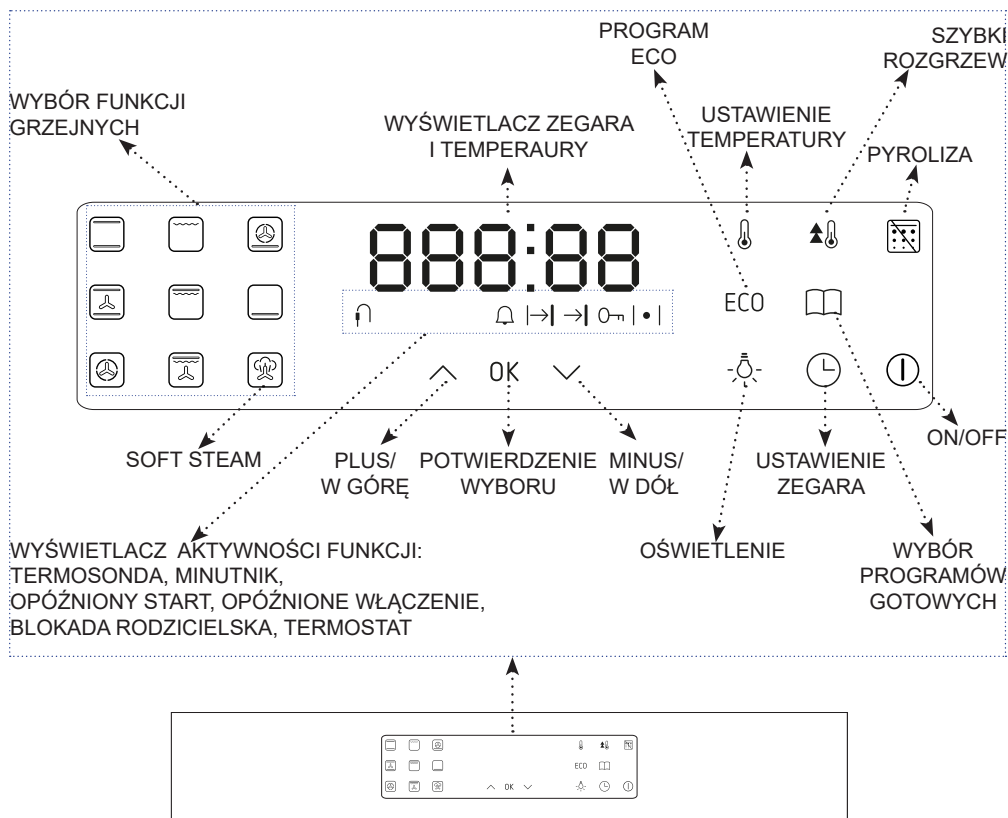 PROGRAM
ECO
SZYBKI
ROZGRZEW
WYBÓR FUNKCJI
GRZEJNYCH
WYŚWIETLACZ ZEGARA
I TEMPERAURY
USTAWIENIE
TEMPERATURY
PYROLIZA
888:88
ECO
OK
SOFT STEAM
PLUS/
W GÓRĘ
POTWIERDZENIE
WYBORU
MINUS/
W DÓŁ
USTAWIENIE
ZEGARA
ON/OFF
WYŚWIETLACZ AKTYWNOŚCI FUNKCJI:
TERMOSONDA, MINUTNIK,
OPÓŹNIONY START, OPÓŹNIONE WŁĄCZENIE,
BLOKADA RODZICIELSKA, TERMOSTAT
OŚWIETLENIE
WYBÓR
PROGRAMÓW
GOTOWYCH
ECO
OK